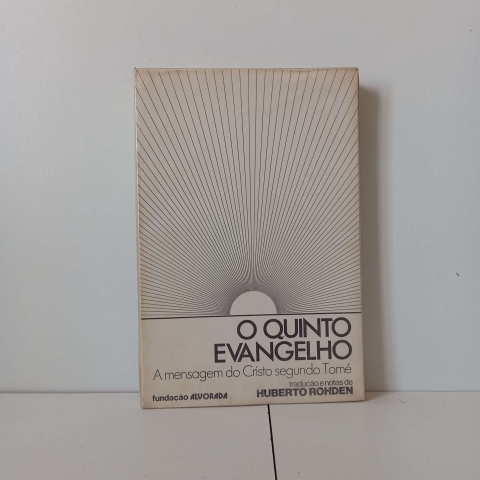 O QUINTO
EVANGELHO
A mensagem do Cristo segundo Tomé
tradução e notas de
fundação ALVORADA HUBERTO ROHDEN